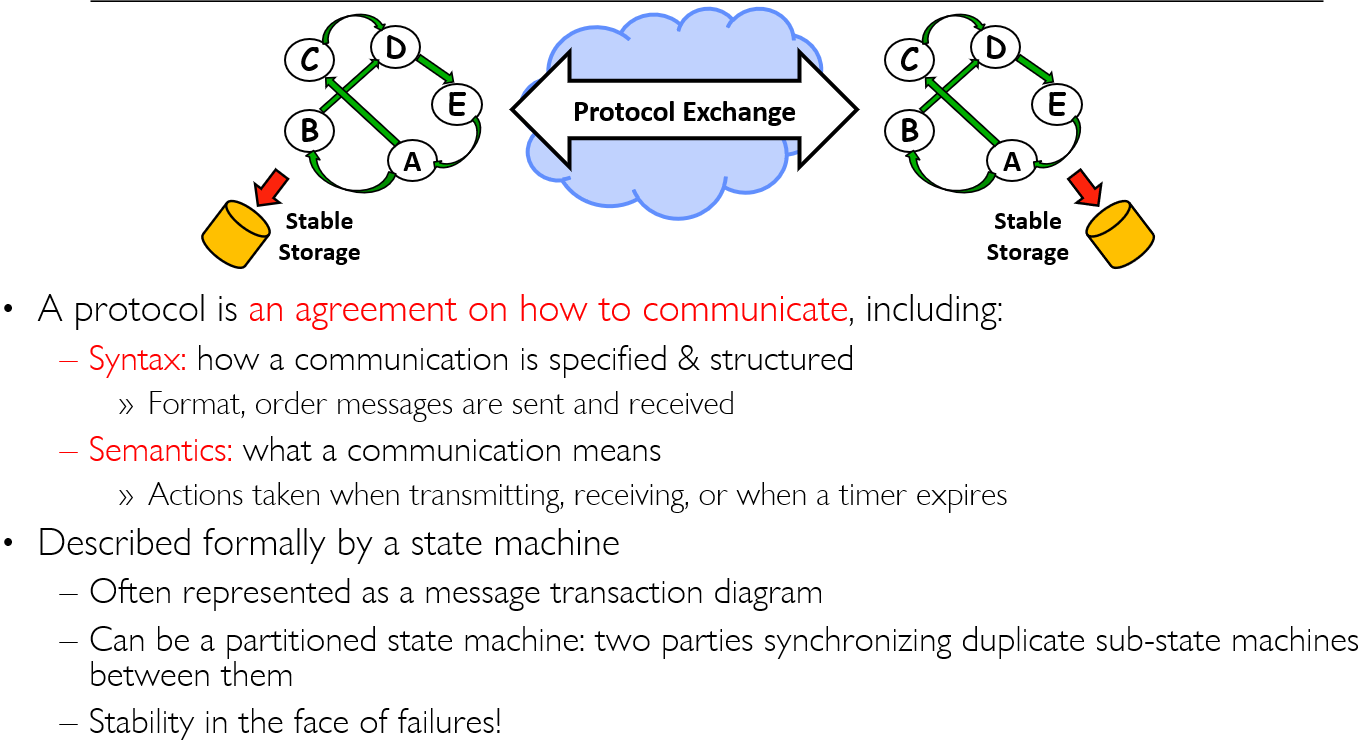 C
D
E
B
A
Protocol Exchange
C
D
E
B
A
Stable
Storage
Stable
Storage
• A protocol is an agreement on how to communicate, including:
– Syntax: how a communication is specified & structured
» Format, order messages are sent and received
– Semantics: what a communication means
» Actions taken when transmitting, receiving, or when a timer expires
• Described formally by a state machine
– Often represented as a message transaction diagram
– Can be a partitioned state machine: two parties synchronizing duplicate sub-state machines
between them
– Stability in the face of failures!